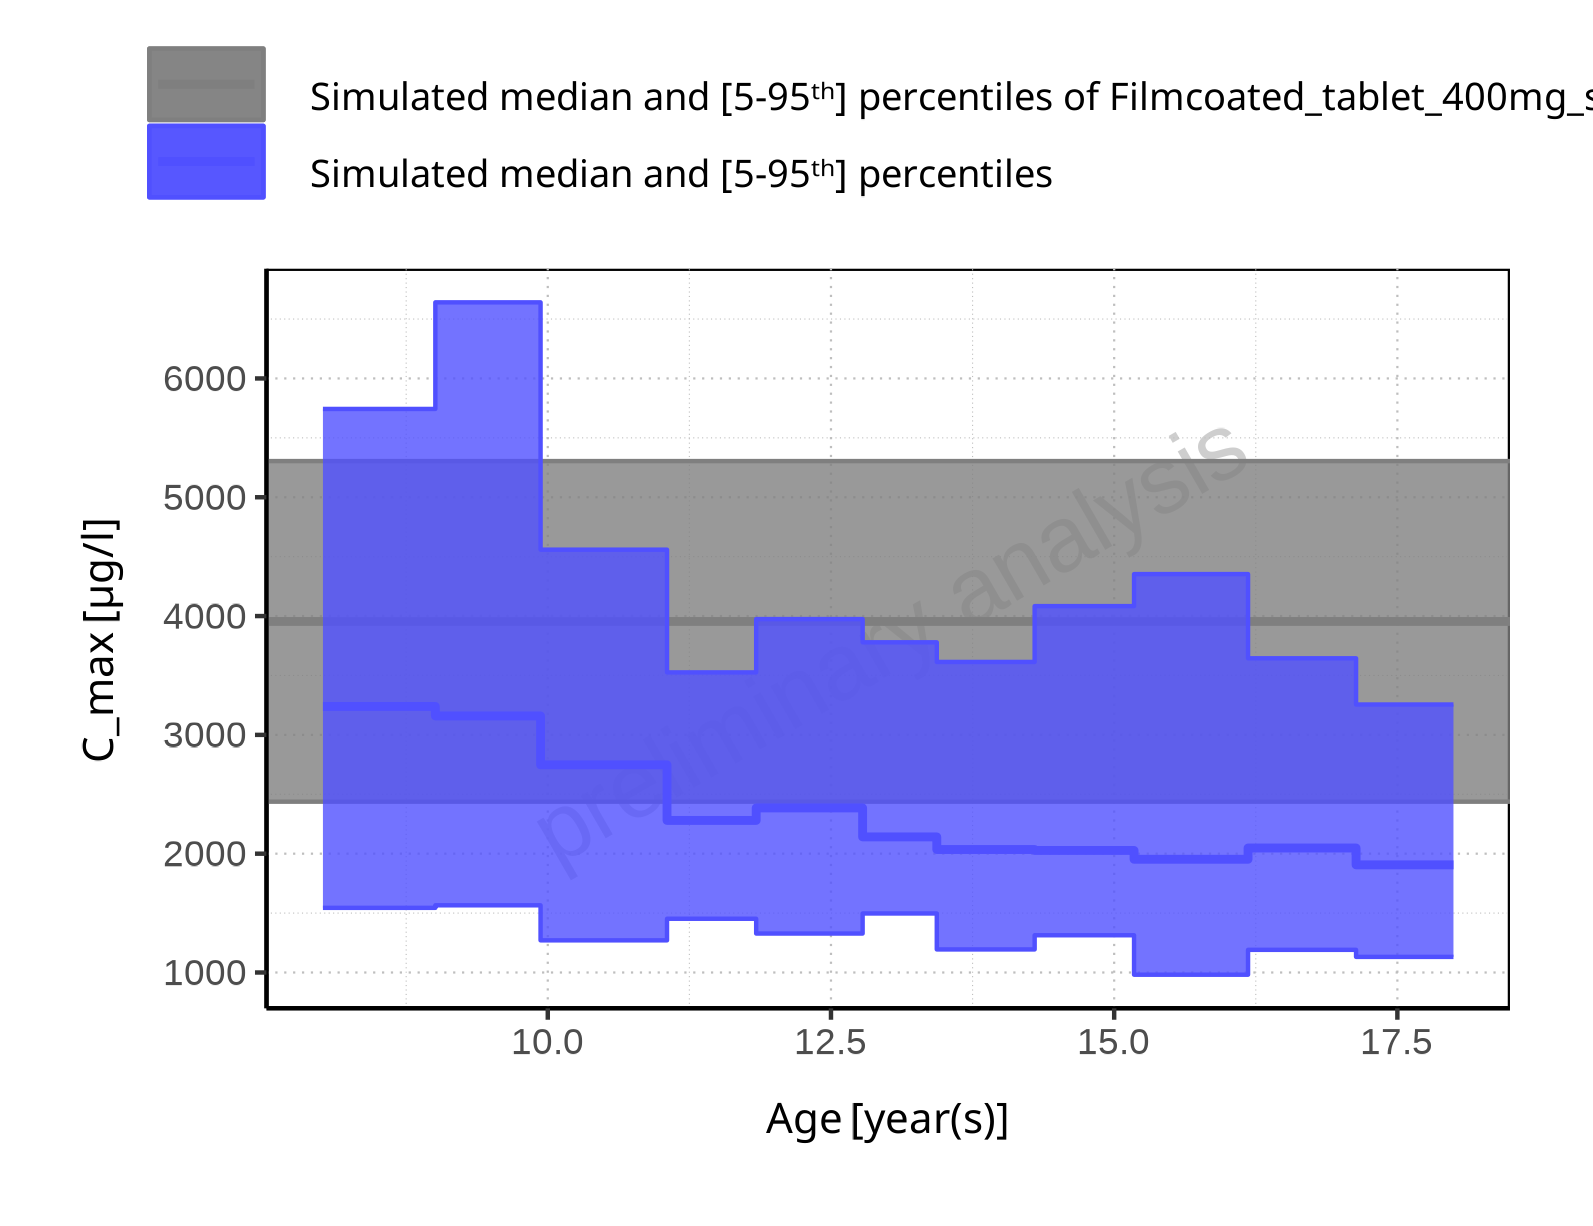 Simulated median and [5-95th] percentiles of Filmcoated_tablet_400mg_s
Simulated median and [5-95th] percentiles
6000
5000
4000
3000
2000
1000
C_max [µg/l]
preliminary analysis
10.0 12.5 15.0 17.5
Age [year(s)]